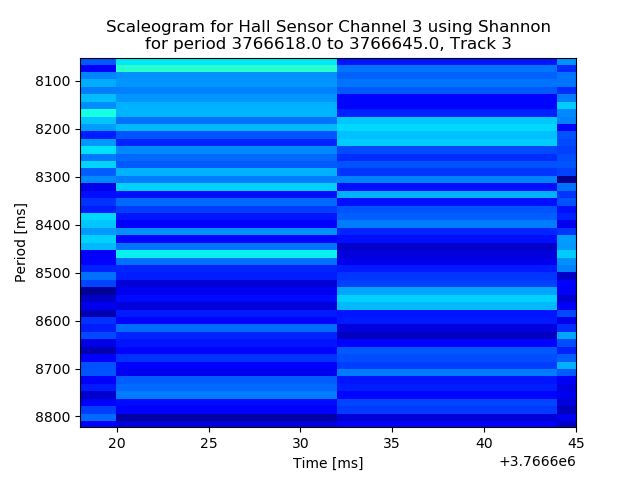 Scaleogram for Hall Sensor Channel 3 using Shannon
for period 3766618.0 to 3766645.0, Track 3
8100
8200
8300
8400
8500
8600
8700
8800
Period [ms]
20
25
30
35
40
45
Time [ms]
+3.7666e6